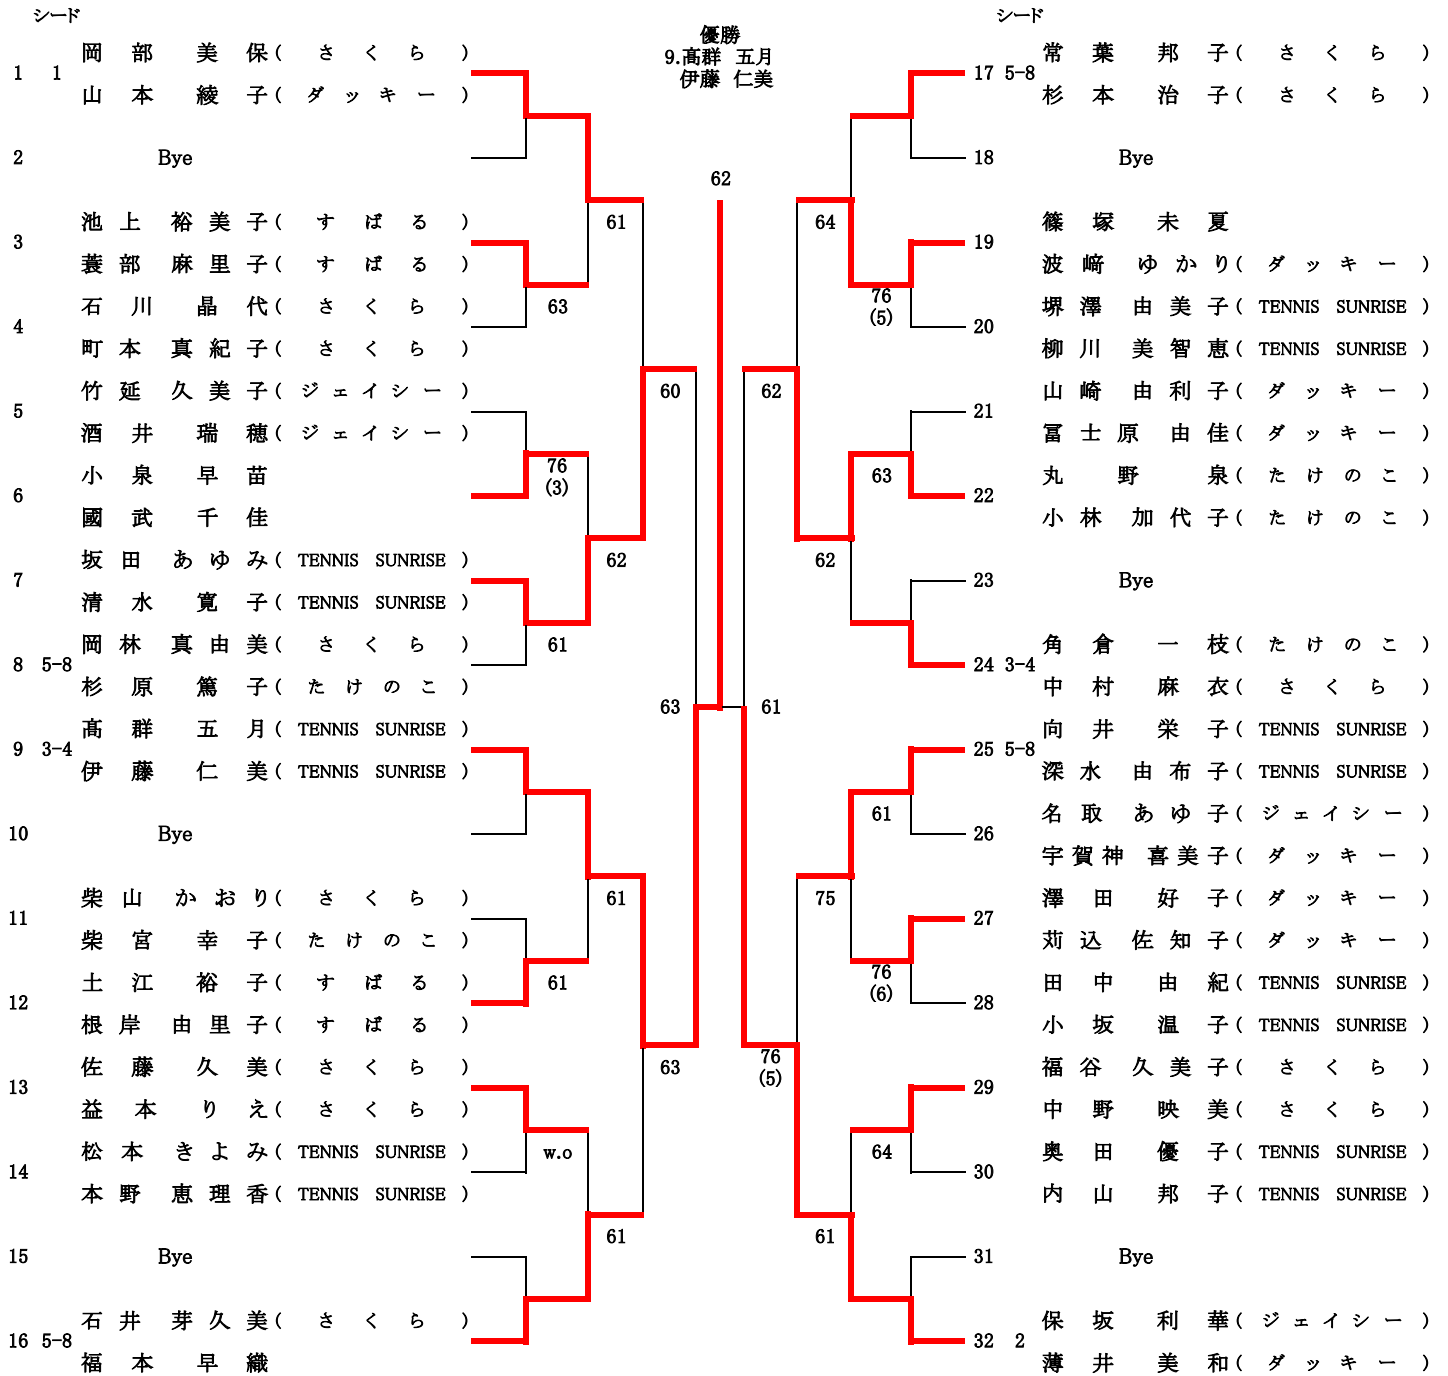 シード
岡部 美保(さくら)
1 1
山本 綾子(ダッキー)
2 Bye
池上 裕美子(すばる)
3
蓑部 麻里子(すばる)
石川 晶代(さくら)
4
町本 真紀子(さくら)
竹延 久美子(ジェイシー)
5
酒井 瑞穂(ジェイシー)
小泉 早苗
6
國武 千佳
坂田 あゆみ(TENNIS SUNRISE)
7
清水 寛子(TENNIS SUNRISE)
岡林 真由美(さくら)
8 5-8
杉原 篤子(たけのこ)
髙群 五月(TENNIS SUNRISE)
9 3-4
伊藤 仁美(TENNIS SUNRISE)
10 Bye
柴山 かおり(さくら)
11
柴宮 幸子(たけのこ)
土江 裕子(すばる)
12
根岸 由里子(すばる)
佐藤 久美(さくら)
13
益本 りえ(さくら)
松本 きよみ(TENNIS SUNRISE)
14
本野 恵理香(TENNIS SUNRISE)
15 Bye
石井 芽久美(さくら)
16 5-8
福本 早織
63
76
(3)
61
61
w.o
61
62
61
61
60
63
63
優勝
9.髙群 五月
伊藤 仁美
62
61
62
76
(5)
64
62
75
61
76
(5)
63
61
76
(6)
64
シード
常葉 邦子(さくら)
17 5-8
杉本 治子(さくら)
18 Bye
篠塚 未夏
19
波﨑 ゆかり(ダッキー)
堺澤 由美子(TENNIS SUNRISE)
20
柳川 美智恵(TENNIS SUNRISE)
山崎 由利子(ダッキー)
21
冨士原 由佳(ダッキー)
丸野 泉(たけのこ)
22
小林 加代子(たけのこ)
23 Bye
角倉 一枝(たけのこ)
24 3-4
中村 麻衣(さくら)
向井 栄子(TENNIS SUNRISE)
25 5-8
深水 由布子(TENNIS SUNRISE)
名取 あゆ子(ジェイシー)
26
宇賀神 喜美子(ダッキー)
澤田 好子(ダッキー)
27
苅込 佐知子(ダッキー)
田中 由紀(TENNIS SUNRISE)
28
小坂 温子(TENNIS SUNRISE)
福谷 久美子(さくら)
29
中野 映美(さくら)
奥田 優子(TENNIS SUNRISE)
30
内山 邦子(TENNIS SUNRISE)
31 Bye
保坂 利華(ジェイシー)
32 2
薄井 美和(ダッキー)